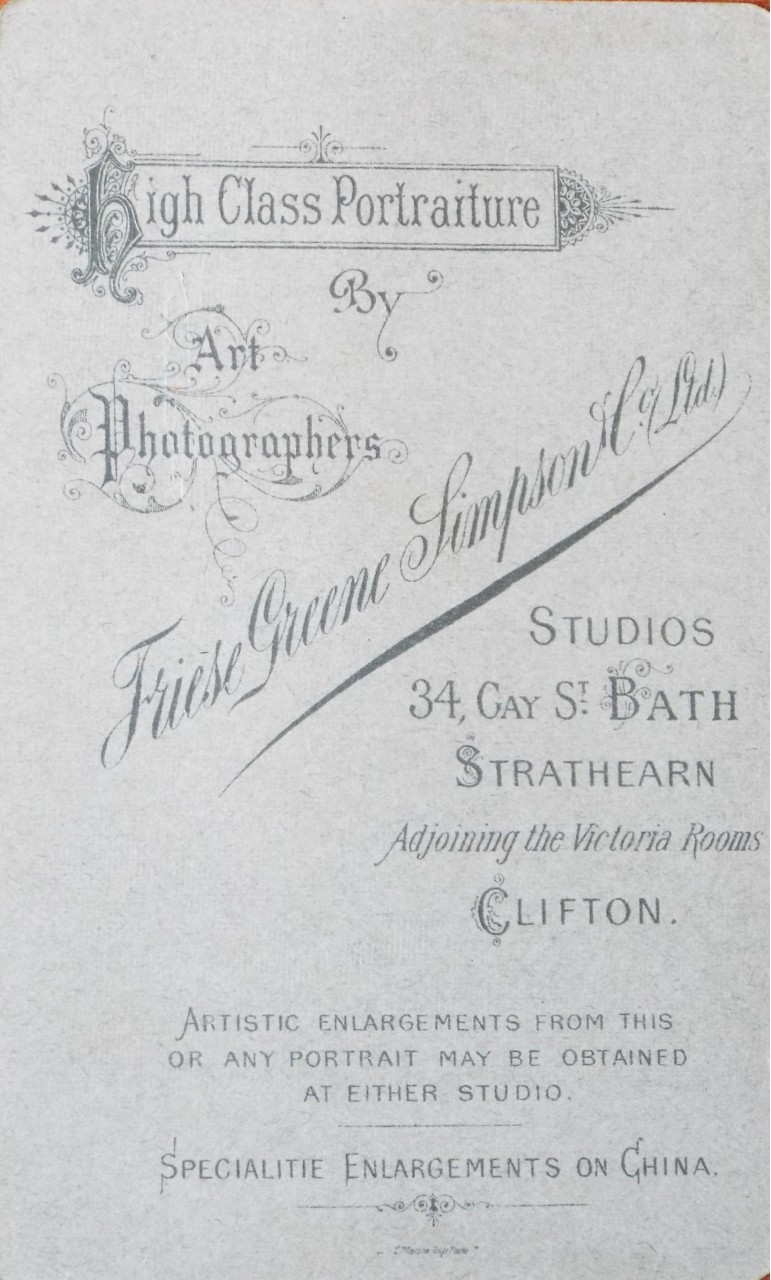 High Class Portraiture
By
Art
Photographers
Friese Greene Simpson & Co (Ltd.)
STUDIOS
34, GAY ST. BATH
STRATHEARN
Adjoining the Victoria Rooms
CLIFTON.
ARTISTIC ENLARGEMENTS FROM THIS
OR ANY PORTRAIT MAY BE OBTAINED
AT EITHER STUDIO.
SPECIALITIE ENLARGEMENTS ON CHINA.